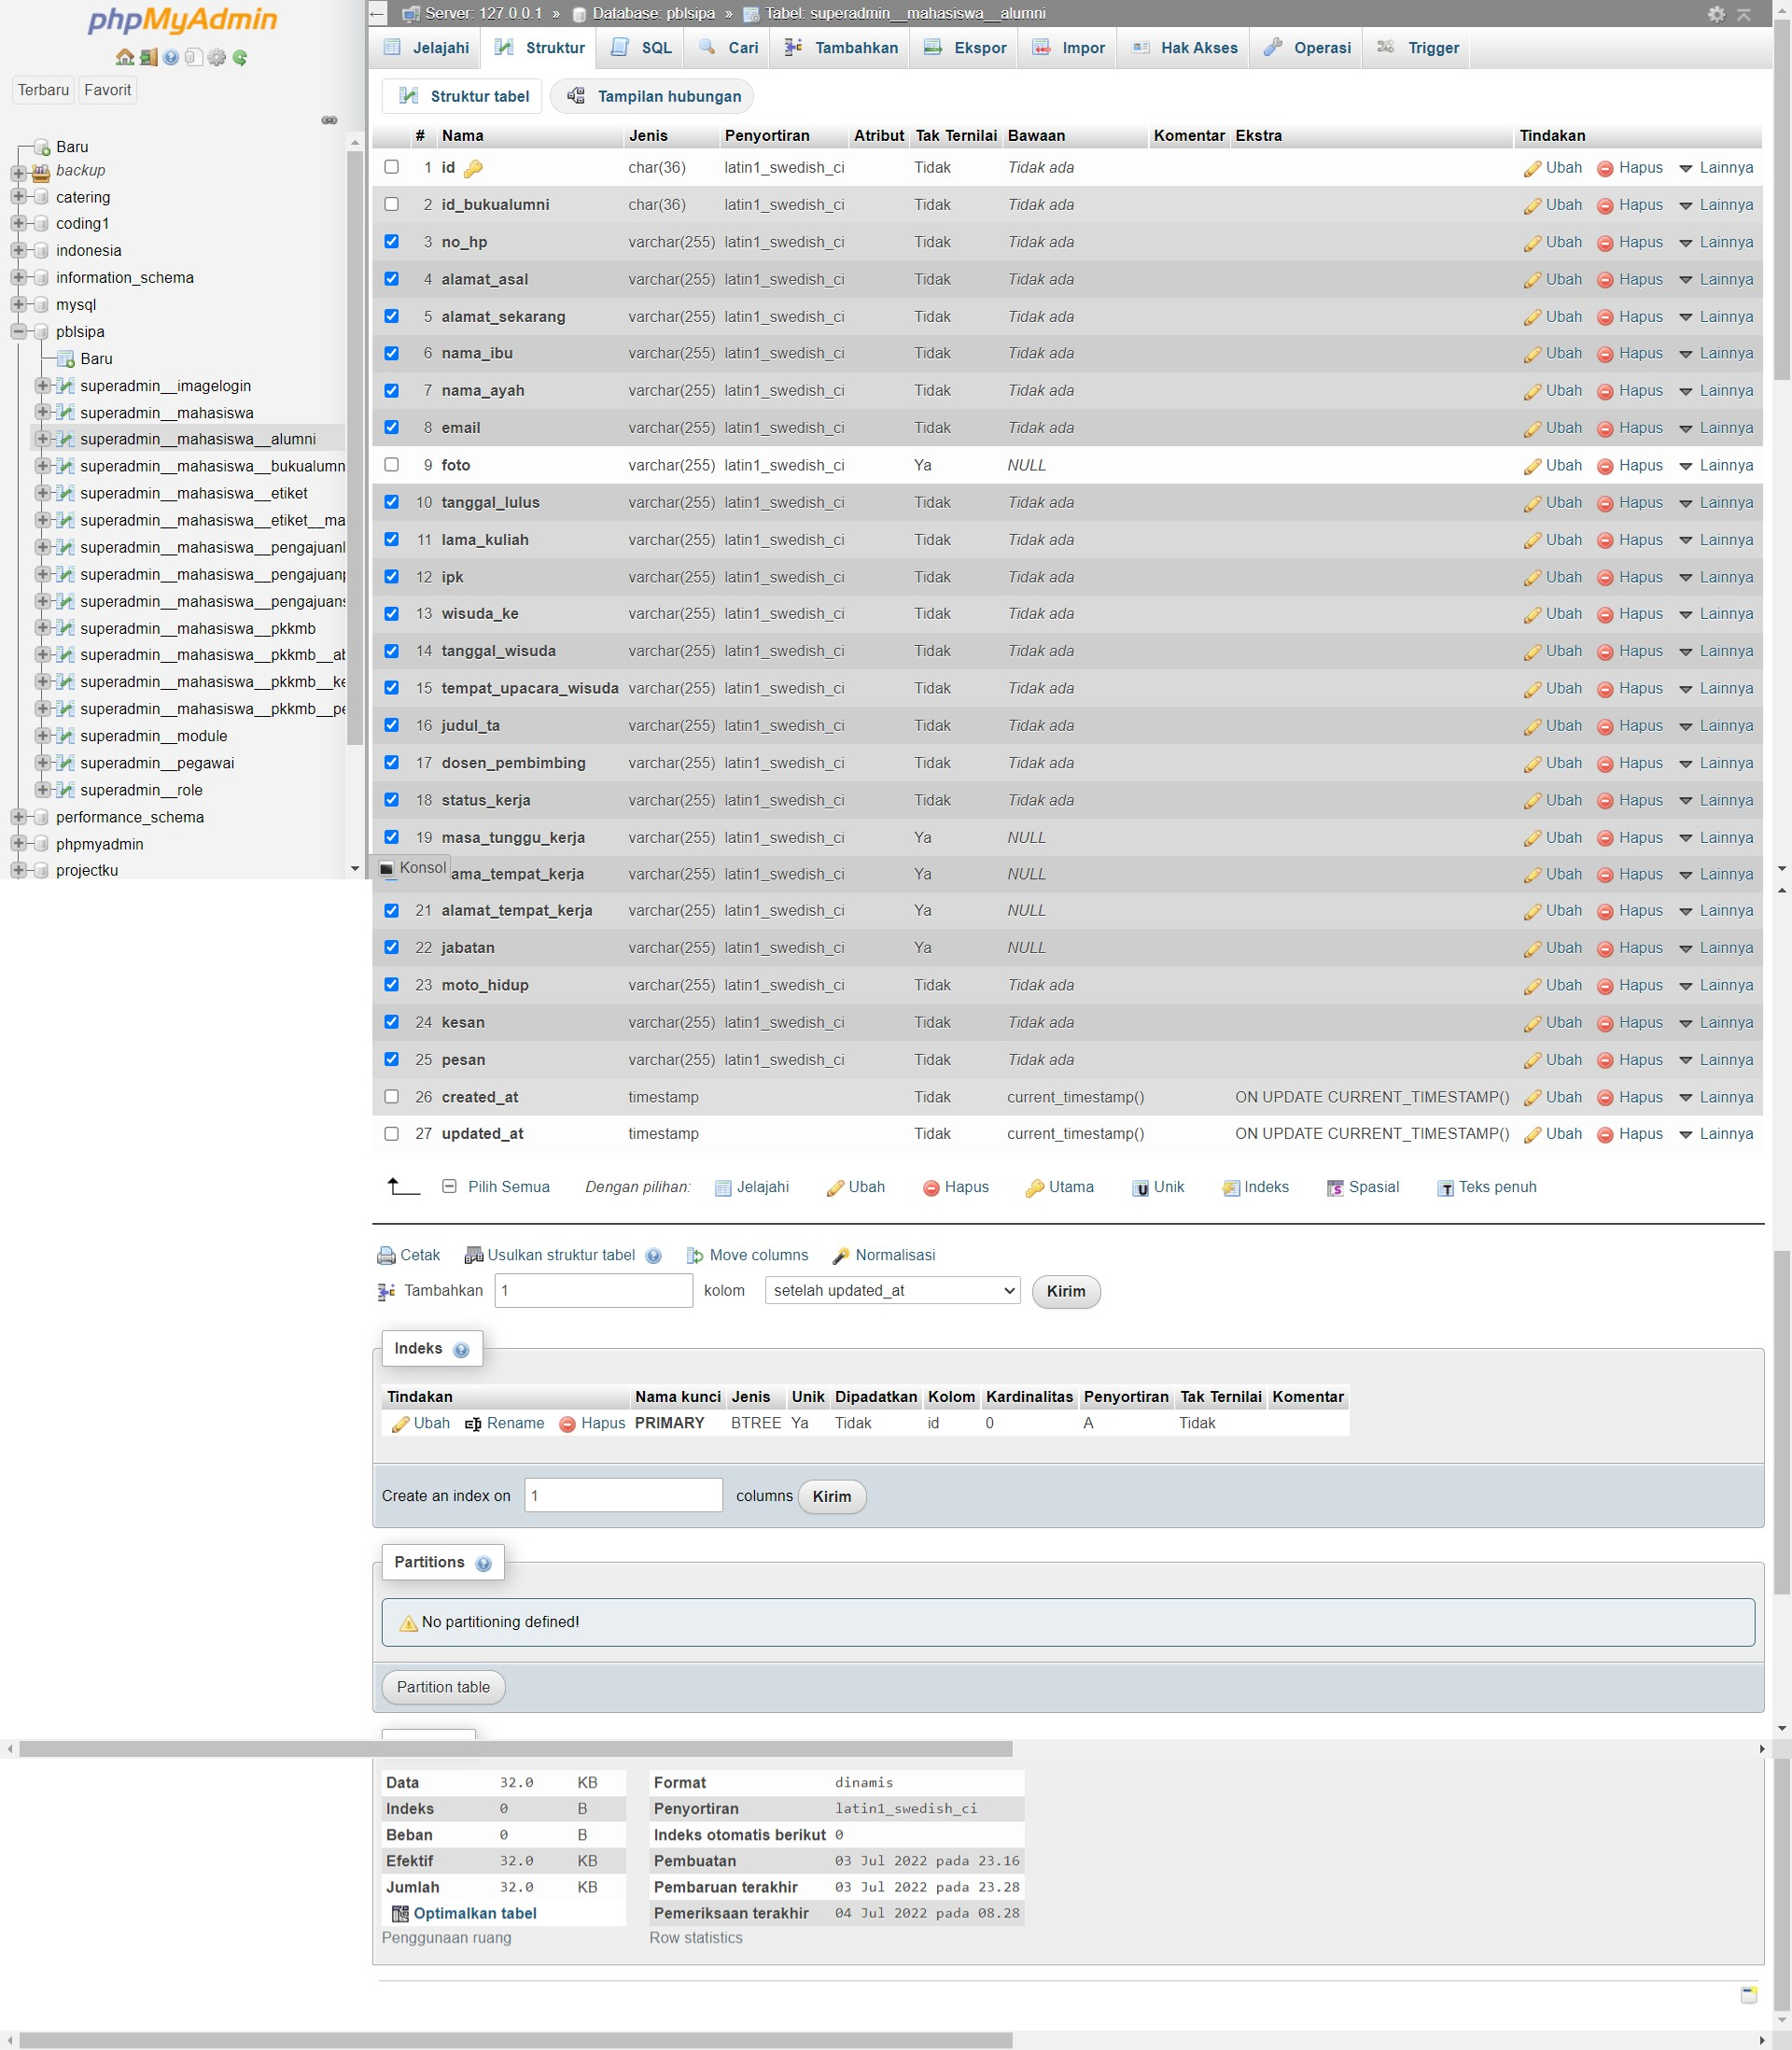 phpMyAdmin
Terbaru Favorit
Baru
backup
catering
coding1
indonesia
information_schema
mysql
pblsipa
Baru
superadmin__imagelogin
superadmin__mahasiswa
superadmin__mahasiswa__alumni
superadmin__mahasiswa__bukualumn
superadmin__mahasiswa__etiket
superadmin__mahasiswa__etiket__ma
superadmin__mahasiswa__pengajuanl
superadmin__mahasiswa__pengajuanp
superadmin__mahasiswa__pengajuans
superadmin__mahasiswa__pkkmb
superadmin__mahasiswa__pkkmb__ab
superadmin__mahasiswa__pkkmb__ke
superadmin__mahasiswa__pkkmb__pe
superadmin__module
superadmin__pegawai
superadmin__role
performance_schema
phpmyadmin
projectku
Server: 127.0.0.1 » Database: pblsipa » Tabel: superadmin__mahasiswa__alumni
Jelajahi Struktur SQL Cari Tambahkan Ekspor Impor Hak Akses Operasi Trigger
Struktur tabel Tampilan hubungan
# Nama Jenis Penyortiran Atribut Tak Ternilai Bawaan Komentar Ekstra Tindakan
1 id char(36) latin1_swedish_ci Tidak Tidak ada Ubah Hapus Lainnya
2 id_bukualumni char(36) latin1_swedish_ci Tidak Tidak ada Ubah Hapus Lainnya
3 no_hp varchar(255) latin1_swedish_ci Tidak Tidak ada Ubah Hapus Lainnya
4 alamat_asal varchar(255) latin1_swedish_ci Tidak Tidak ada Ubah Hapus Lainnya
5 alamat_sekarang varchar(255) latin1_swedish_ci Tidak Tidak ada Ubah Hapus Lainnya
6 nama_ibu varchar(255) latin1_swedish_ci Tidak Tidak ada Ubah Hapus Lainnya
7 nama_ayah varchar(255) latin1_swedish_ci Tidak Tidak ada Ubah Hapus Lainnya
8 email varchar(255) latin1_swedish_ci Tidak Tidak ada Ubah Hapus Lainnya
9 foto varchar(255) latin1_swedish_ci Ya NULL Ubah Hapus Lainnya
10 tanggal_lulus varchar(255) latin1_swedish_ci Tidak Tidak ada Ubah Hapus Lainnya
11 lama_kuliah varchar(255) latin1_swedish_ci Tidak Tidak ada Ubah Hapus Lainnya
12 ipk varchar(255) latin1_swedish_ci Tidak Tidak ada Ubah Hapus Lainnya
13 wisuda_ke varchar(255) latin1_swedish_ci Tidak Tidak ada Ubah Hapus Lainnya
14 tanggal_wisuda varchar(255) latin1_swedish_ci Tidak Tidak ada Ubah Hapus Lainnya
15 tempat_upacara_wisuda varchar(255) latin1_swedish_ci Tidak Tidak ada Ubah Hapus Lainnya
16 judul_ta varchar(255) latin1_swedish_ci Tidak Tidak ada Ubah Hapus Lainnya
17 dosen_pembimbing varchar(255) latin1_swedish_ci Tidak Tidak ada Ubah Hapus Lainnya
18 status_kerja varchar(255) latin1_swedish_ci Tidak Tidak ada Ubah Hapus Lainnya
19 masa_tunggu_kerja varchar(255) latin1_swedish_ci Ya NULL Ubah Hapus Lainnya
Konsol ama_tempat_kerja varchar(255) latin1_swedish_ci Ya NULL Ubah Hapus Lainnya
21 alamat_tempat_kerja varchar(255) latin1_swedish_ci Ya NULL Ubah Hapus Lainnya
22 jabatan varchar(255) latin1_swedish_ci Ya NULL Ubah Hapus Lainnya
23 moto_hidup varchar(255) latin1_swedish_ci Tidak Tidak ada Ubah Hapus Lainnya
24 kesan varchar(255) latin1_swedish_ci Tidak Tidak ada Ubah Hapus Lainnya
25 pesan varchar(255) latin1_swedish_ci Tidak Tidak ada Ubah Hapus Lainnya
26 created_at timestamp Tidak current_timestamp() ON UPDATE CURRENT_TIMESTAMP() Ubah Hapus Lainnya
27 updated_at timestamp Tidak current_timestamp() ON UPDATE CURRENT_TIMESTAMP() Ubah Hapus Lainnya
Pilih Semua Dengan pilihan: Jelajahi Ubah Hapus Utama Unik Indeks Spasial Teks penuh
Cetak Usulkan struktur tabel Move columns Normalisasi
Tambahkan 1 kolom setelah updated_at Kirim
Indeks
Tindakan Nama kunci Jenis Unik Dipadatkan Kolom Kardinalitas Penyortiran Tak Ternilai Komentar
Ubah Rename Hapus PRIMARY BTREE Ya Tidak id 0 A Tidak
Create an index on 1 columns Kirim
Partitions
No partitioning defined!
Partition table
Data 32.0 KB Format dinamis
Indeks 0 B Penyortiran latin1_swedish_ci
Beban 0 B Indeks otomatis berikut 0
Efektif 32.0 KB Pembuatan 03 Jul 2022 pada 23.16
Jumlah 32.0 KB Pembaruan terakhir 03 Jul 2022 pada 23.28
Optimalkan tabel Pemeriksaan terakhir 04 Jul 2022 pada 08.28
Penggunaan ruang Row statistics